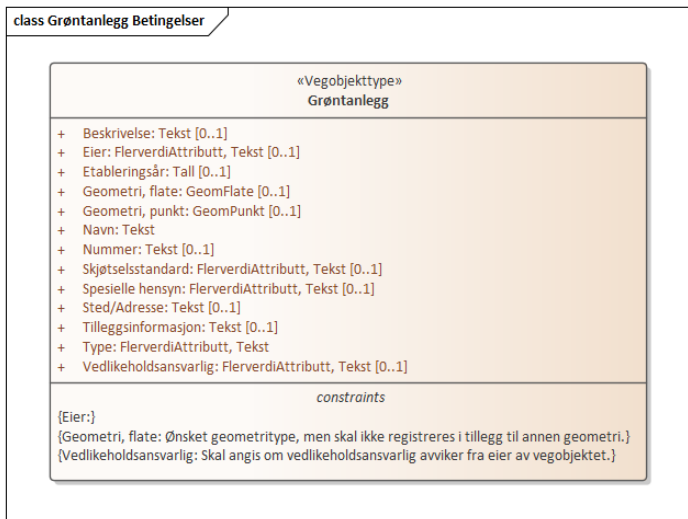 class Grøntanlegg Betingelser
«Vegobjekttype»
Grøntanlegg
+ Beskrivelse: Tekst [0..1]
+ Eier: FlerverdiAttributt, Tekst [0..1]
+ Etableringsår: Tall [0..1]
+ Geometri, flate: GeomFlate [0..1]
+ Geometri, punkt: GeomPunkt [0..1]
+ Navn: Tekst
+ Nummer: Tekst [0..1]
+ Skjøtselsstandard: FlerverdiAttributt, Tekst [0..1]
+ Spesielle hensyn: FlerverdiAttributt, Tekst [0..1]
+ Sted/Adresse: Tekst [0..1]
+ Tilleggsinformasjon: Tekst [0..1]
+ Type: FlerverdiAttributt, Tekst
+ Vedlikeholdsansvarlig: FlerverdiAttributt, Tekst [0..1]
constraints
{Eier:}
{Geometri, flate: Ønsket geometritype, men skal ikke registreres i tillegg til annen geometri.}
{Vedlikeholdsansvarlig: Skal angis om vedlikeholdsansvarlig avviker fra eier av vegobjektet.}